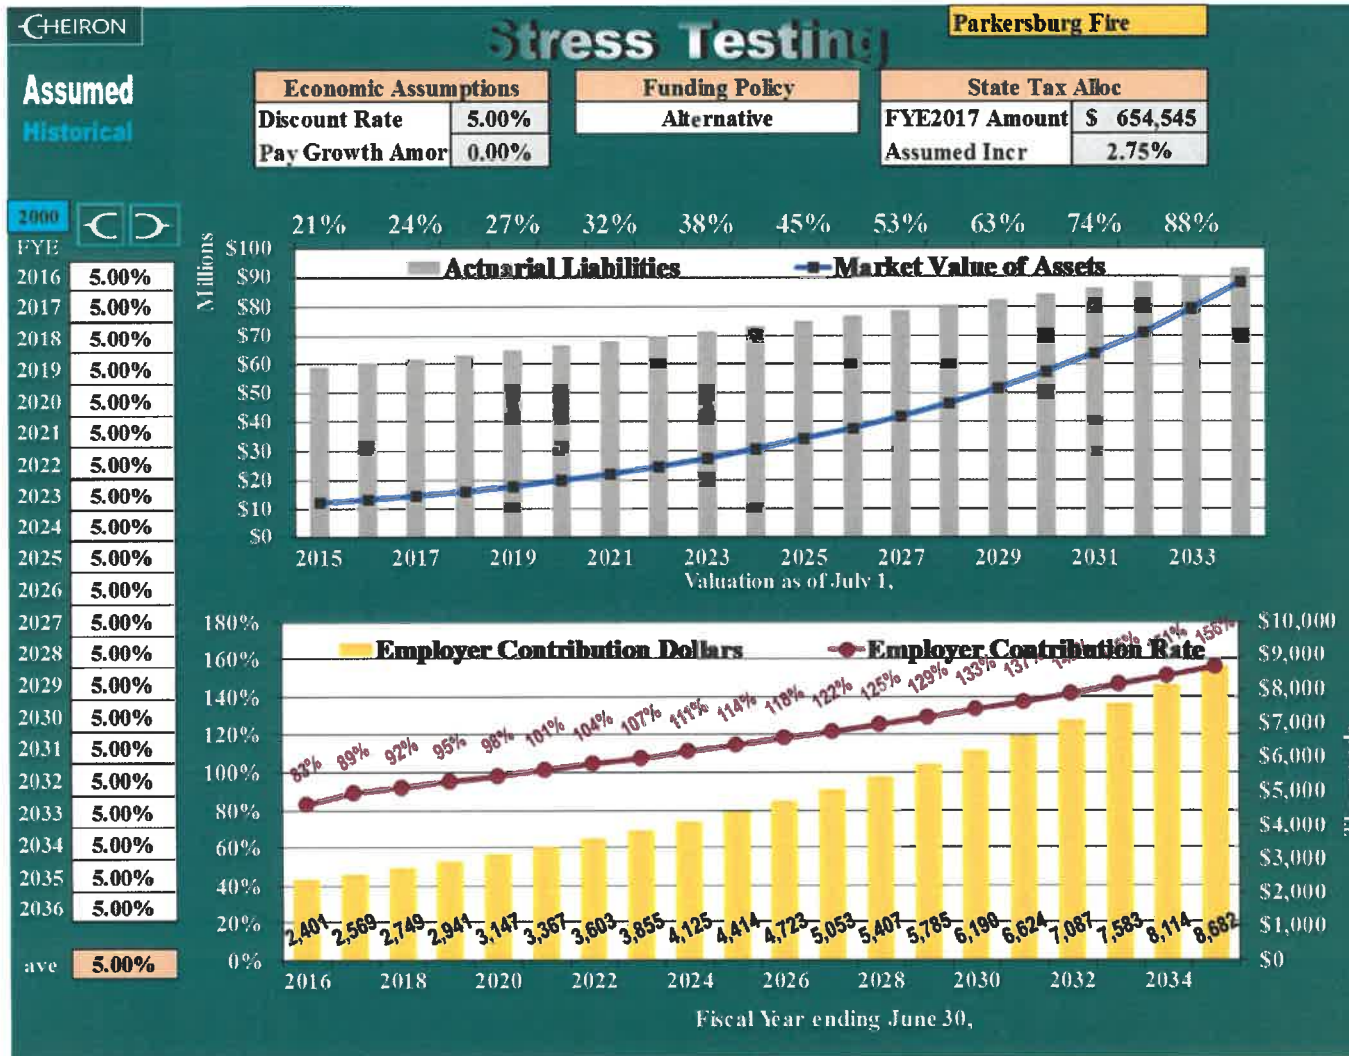 CHEIRON
Stress Testing
Parkersburg Fire
Assumed
Historical
Economic Assumptions
Discount Rate 5.00%
Pay Growth Amor 0.00%
Funding Policy
Alternative
State Tax Alloc
FYE2017 Amount $ 654,545
Assumed Incr 2.75%
2000
FYE
2016 5.00%
2017 5.00%
2018 5.00%
2019 5.00%
2020 5.00%
2021 5.00%
2022 5.00%
2023 5.00%
2024 5.00%
2025 5.00%
2026 5.00%
2027 5.00%
2028 5.00%
2029 5.00%
2030 5.00%
2031 5.00%
2032 5.00%
2033 5.00%
2034 5.00%
2035 5.00%
2036 5.00%
ave 5.00%
21% 24% 27% 32% 38% 45% 53% 63% 74% 88%
Millions
$100
$90
$80
$70
$60
$50
$40
$30
$20
$10
$0
Actuarial Liabilities Market Value of Assets
2015 2017 2019 2021 2023 2025 2027 2029 2031 2033
Valuation as of July 1,
180%
160%
140%
120%
100%
80%
60%
40%
20%
0%
Employer Contribution Dollars Employer Contribution Rate
83% 89% 92% 95% 98% 101% 104% 107% 111% 114% 118% 122% 125% 129% 133% 137% 151% 156%
2,401 2,569 2,749 2,941 3,147 3,367 3,603 3,855 4,125 4,414 4,723 5,053 5,407 5,785 6,190 6,624 7,087 7,583 8,114 8,682
$10,000
$9,000
$8,000
$7,000
$6,000
$5,000
$4,000
$3,000
$2,000
$1,000
$0
2016 2018 2020 2022 2024 2026 2028 2030 2032 2034
Fiscal Year ending June 30,